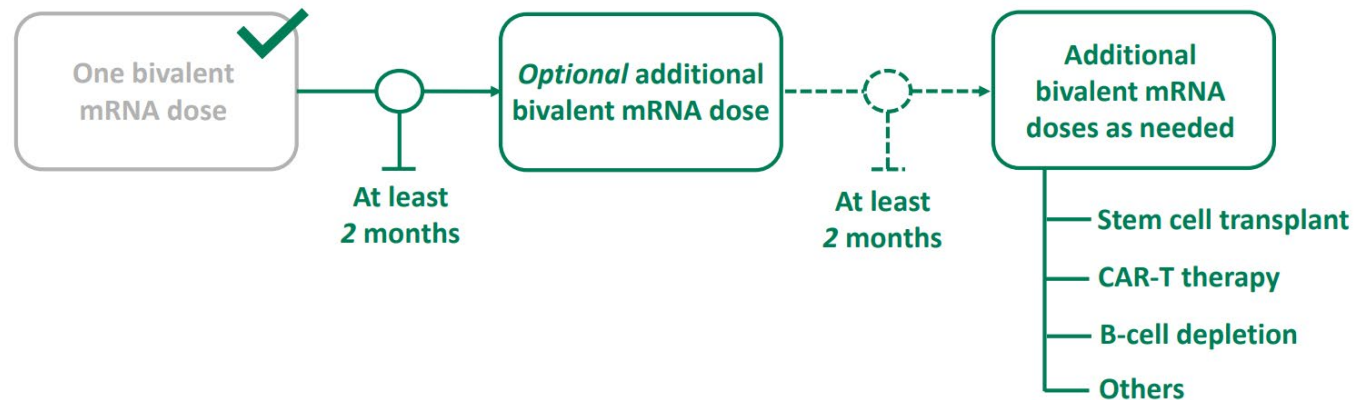 One bivalent
mRNA dose
Optional additional
bivalent mRNA dose
Additional
bivalent mRNA
doses as needed
At least
2 months
At least
2 months
Stem cell transplant
CAR-T therapy
B-cell depletion
Others